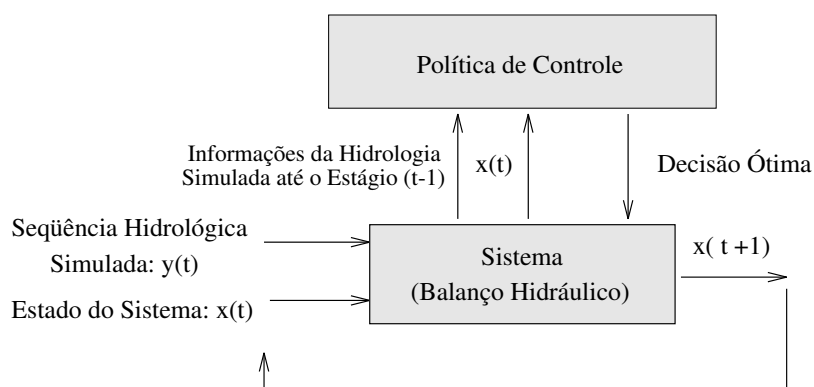 Política de Controle
Informações da Hidrologia
Simulada até o Estágio (t-1)
x(t)
Decisão Ótima
Seqüência Hidrológica
Simulada: y(t)
Estado do Sistema: x(t)
Sistema
(Balanço Hidráulico)
x( t +1)